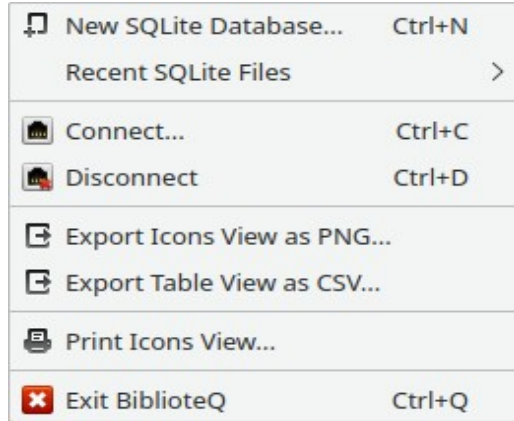 New SQLite Database... Ctrl+N
Recent SQLite Files
Connect... Ctrl+C
Disconnect Ctrl+D
Export Icons View as PNG...
Export Table View as CSV...
Print Icons View...
Exit BiblioteQ Ctrl+Q